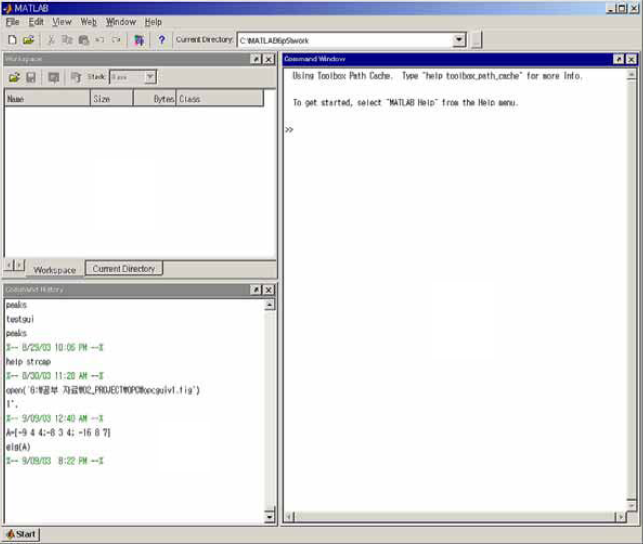 MATLAB
File Edit View Web Window Help
Current Directory: C:\MATLAB6p5\work
Workspace
Command Window
Stack: Base
Name Size Bytes Class
Using Toolbox Path Cache. Type "help toolbox_path_cache" for more info.
To get started, select "MATLAB Help" from the Help menu.
>>
Workspace Current Directory
Command History
peaks
testgui
peaks
%-- 8/29/03 10:06 PM --%
help strcmp
%-- 8/30/03 11:28 AM --%
open('G:₩공부 자료₩02_PROJECT₩OPC₩opcguiv1.fig')
1',
%-- 9/09/03 12:40 AM --%
A=[-9 4 4;-8 3 4; -16 8 7]
eig(A)
%-- 9/09/03 8:22 PM --%
Start